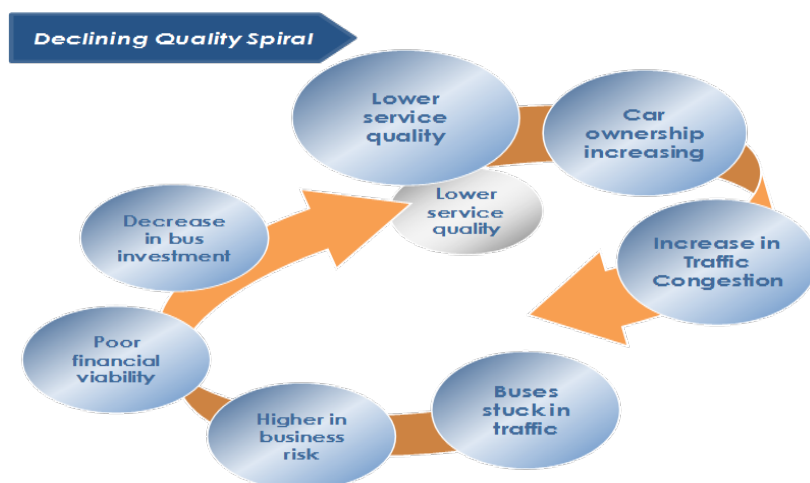 Declining Quality Spiral
Lower
service
quality
Car
ownership
increasing
Lower
service
quality
Increase in
Traffic
Congestion
Buses
stuck in
traffic
Higher in
business
risk
Poor
financial
viability
Decrease
in bus
investment